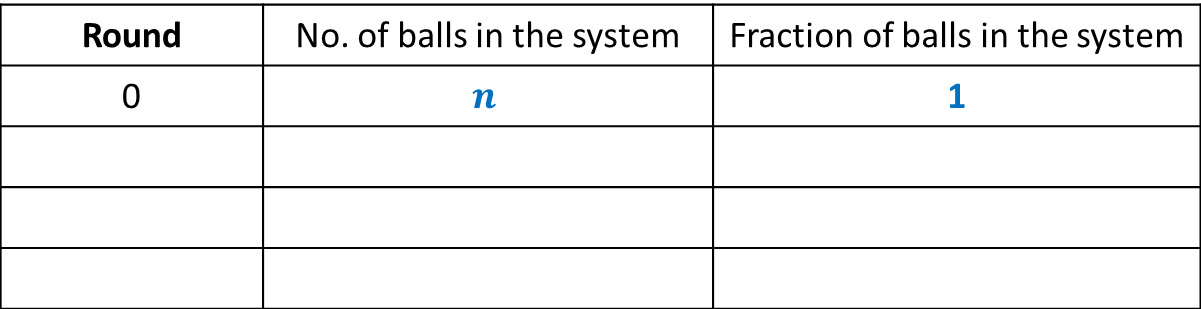 Round No. of balls in the system Fraction of balls in the system
0 n 1